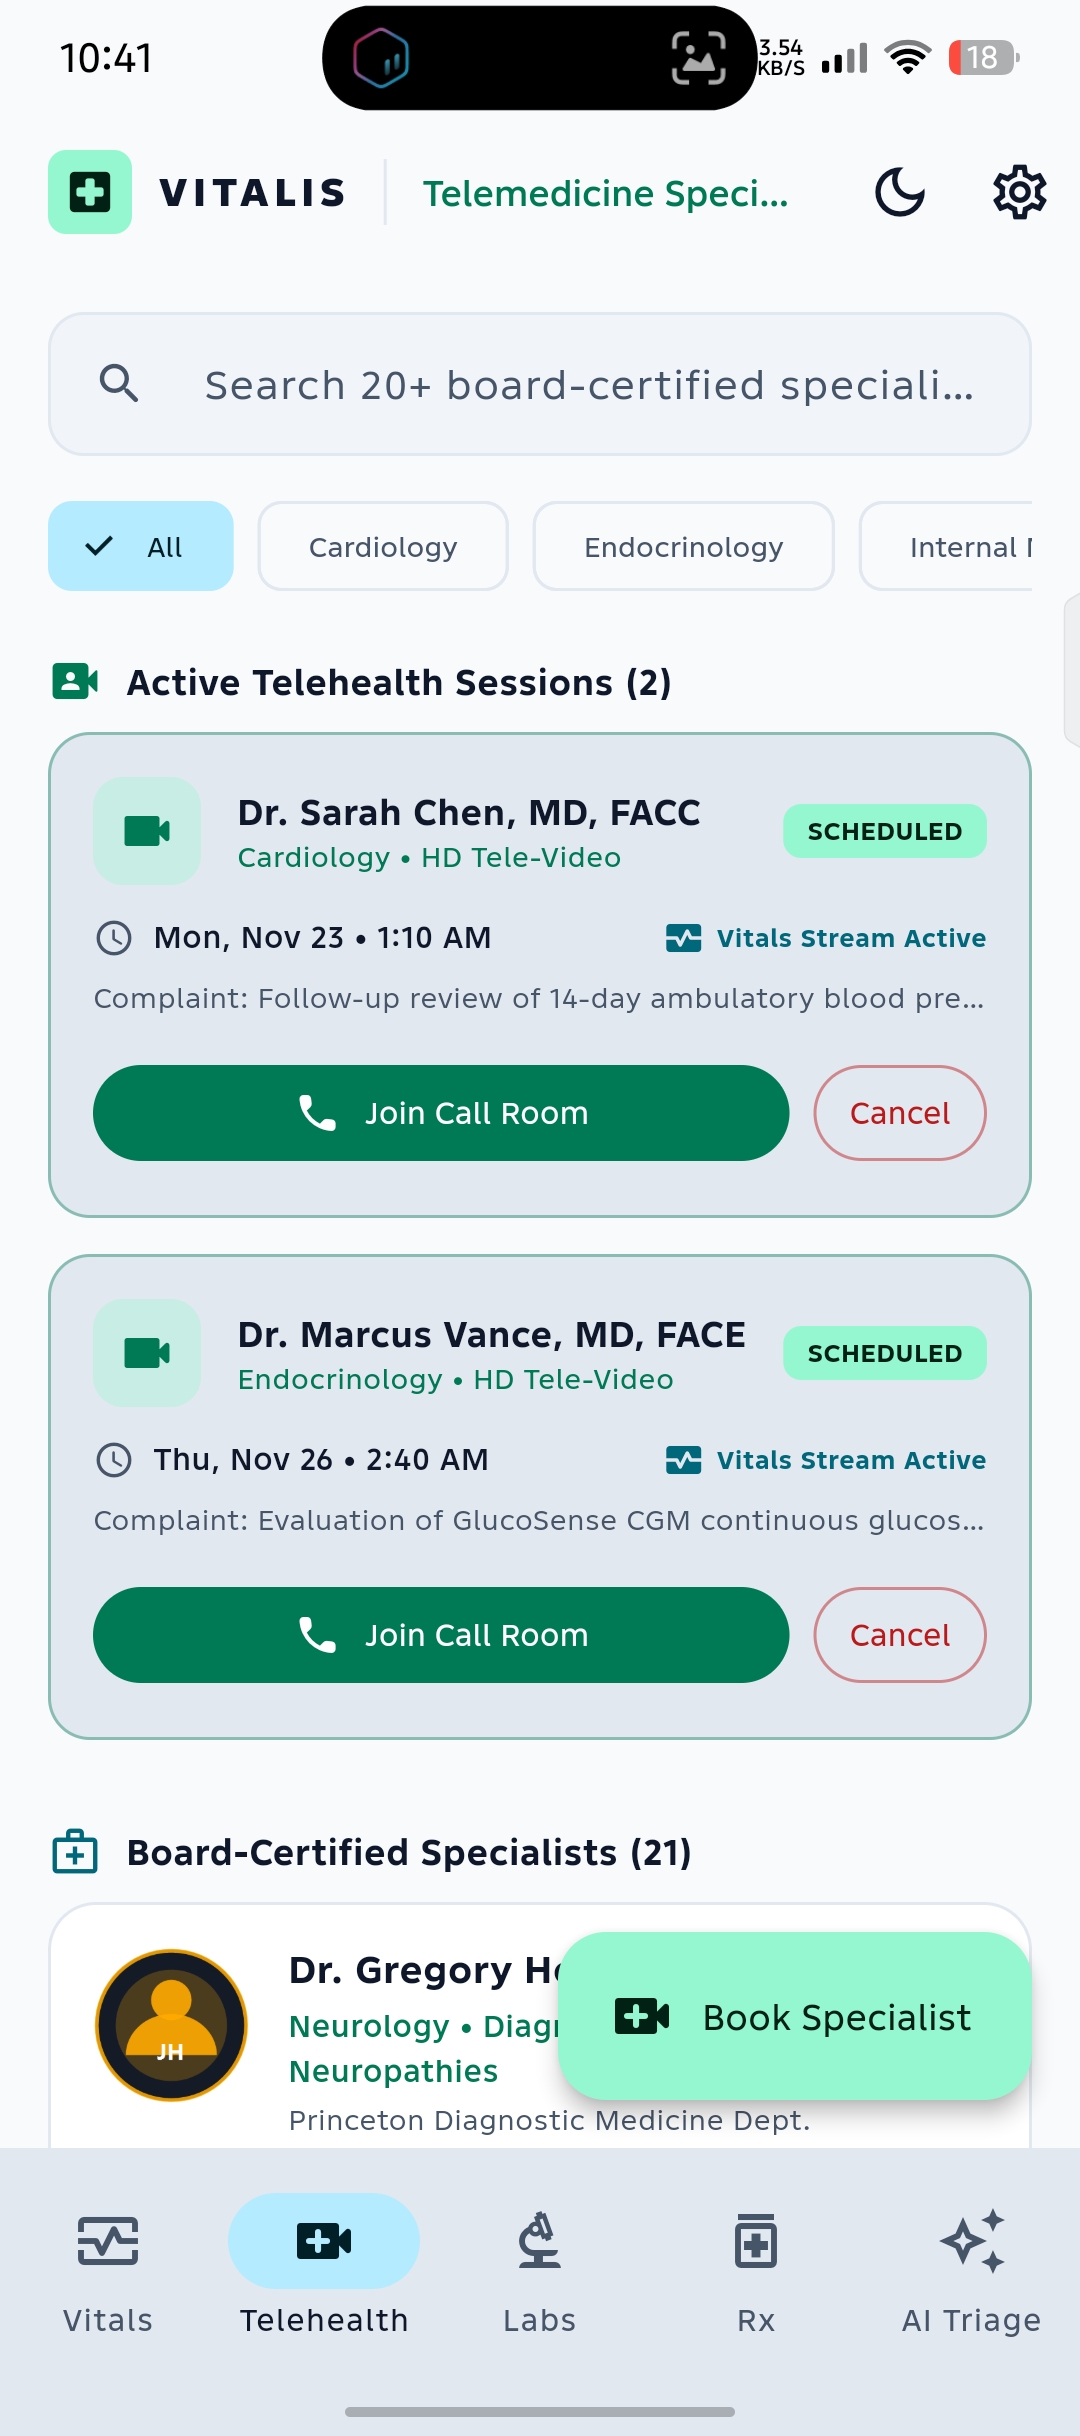 10:41
3.54
KB/S
18
VITALIS
Telemedicine Speci...
Search 20+ board-certified speciali...
All
Cardiology
Endocrinology
Internal
Active Telehealth Sessions (2)
Dr. Sarah Chen, MD, FACC
SCHEDULED
Cardiology • HD Tele-Video
Mon, Nov 23 • 1:10 AM
Vitals Stream Active
Complaint: Follow-up review of 14-day ambulatory blood pre...
Join Call Room
Cancel
Dr. Marcus Vance, MD, FACE
SCHEDULED
Endocrinology • HD Tele-Video
Thu, Nov 26 • 2:40 AM
Vitals Stream Active
Complaint: Evaluation of GlucoSense CGM continuous glucos...
Join Call Room
Cancel
Board-Certified Specialists (21)
JH
Dr. Gregory
Neurology •
Neuropathies
Princeton Diagnostic Medicine Dept.
Book Specialist
Vitals
Telehealth
Labs
Rx
AI Triage